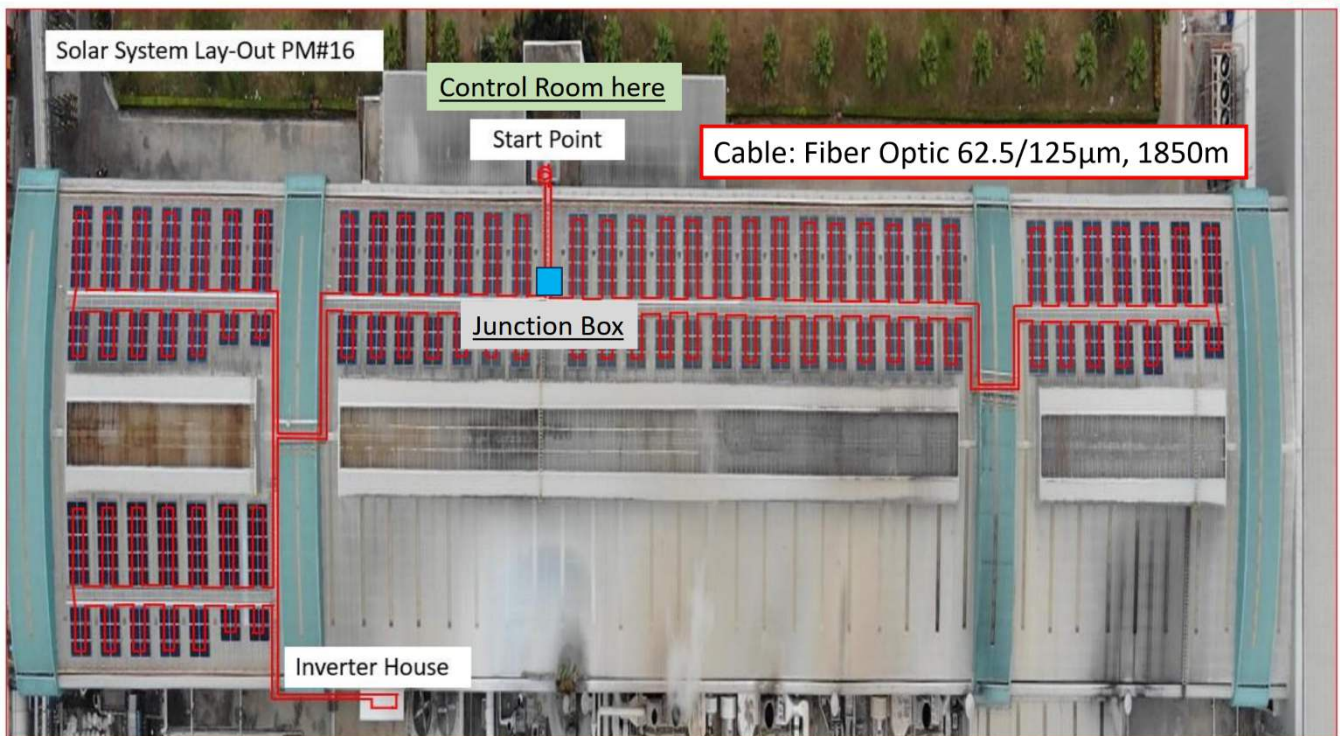 Solar System Lay-Out PM#16
Control Room here
Start Point
Cable: Fiber Optic 62.5/125µm, 1850m
Junction Box
Inverter House